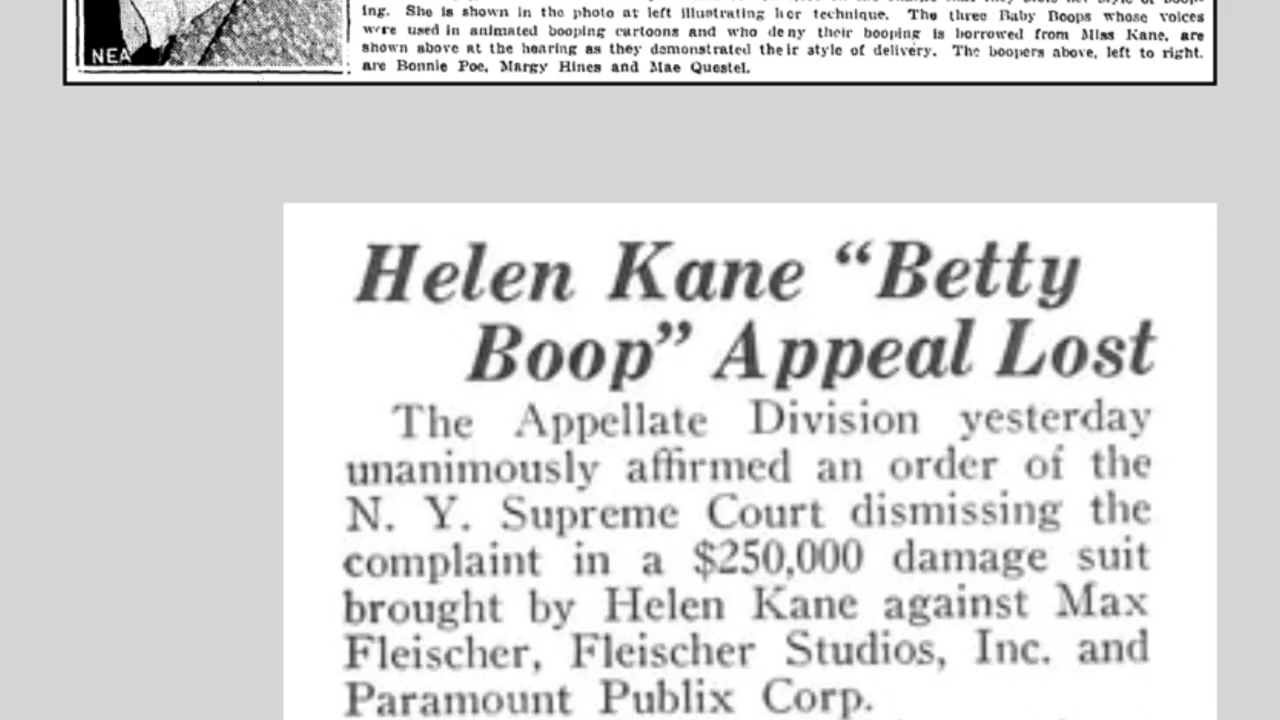 ing. She is shown in the photo at left illustrating her technique. The three Baby Boops whose voices
were used in animated booping cartoons and who deny their booping is borrowed from Miss Kane, are
shown above at the hearing as they demonstrated their style of delivery. The boopers above, left to right,
are Bonnie Poe, Margy Hines and Mae Questel.
NEA
Helen Kane “Betty
Boop” Appeal Lost
The Appellate Division yesterday
unanimously affirmed an order of the
N. Y. Supreme Court dismissing the
complaint in a $250,000 damage suit
brought by Helen Kane against Max
Fleischer, Fleischer Studios, Inc. and
Paramount Publix Corp.